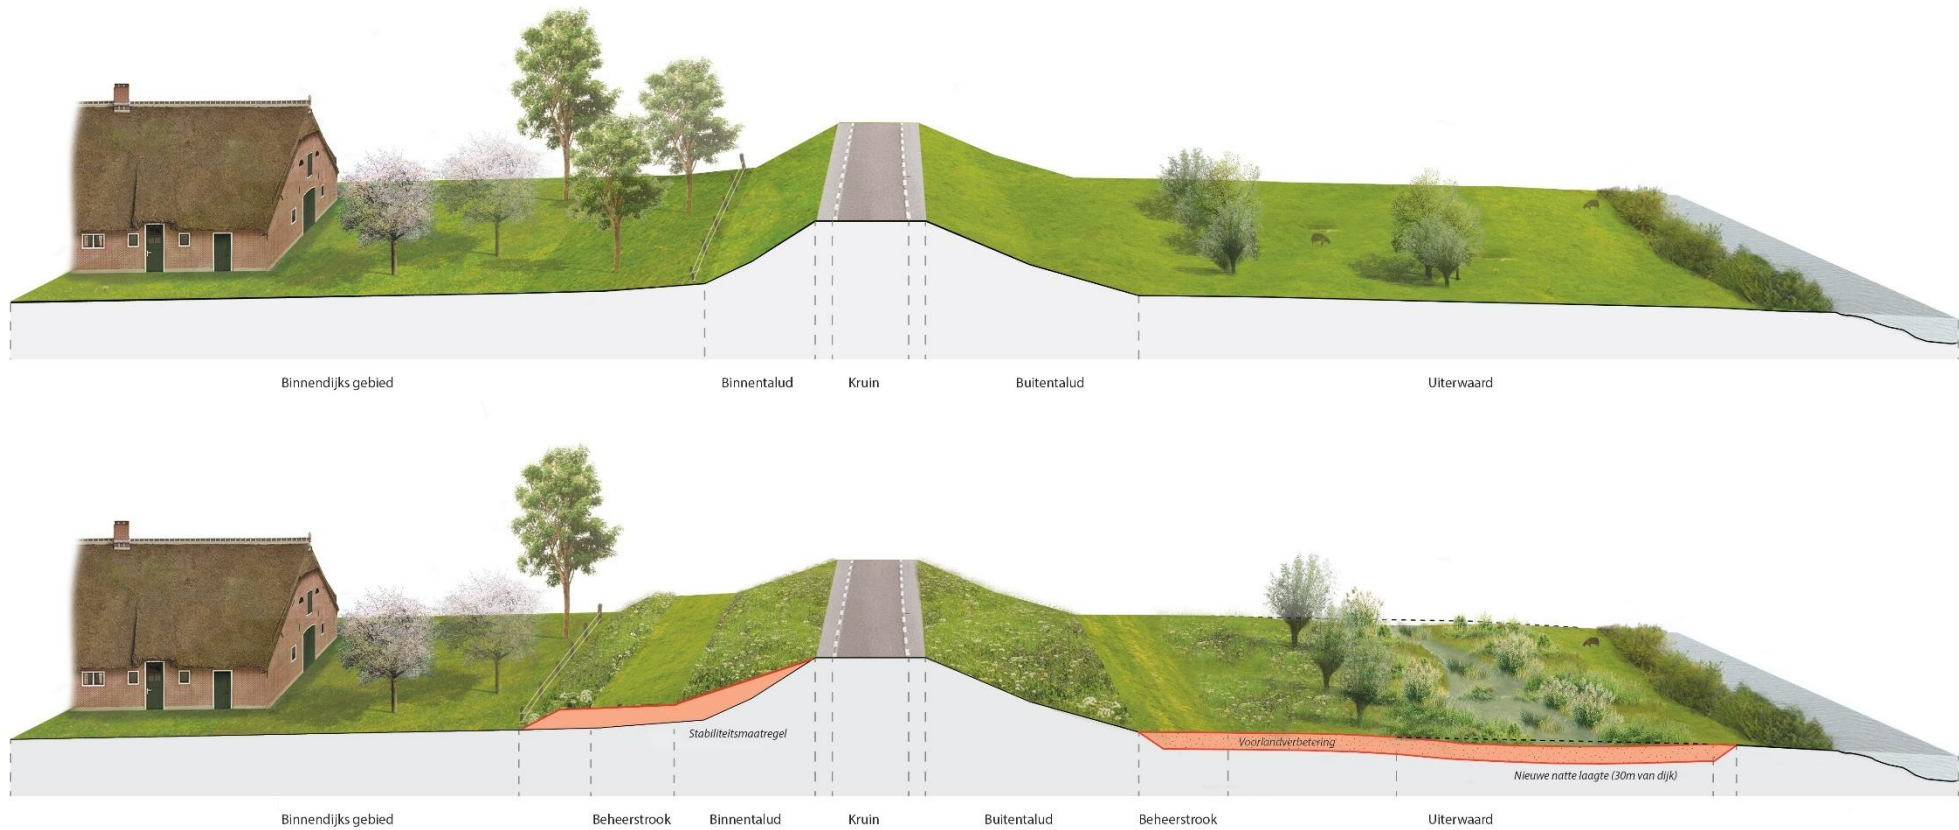 Binnendijks gebied
Binnentalud
Kruin
Buitentalud
Uiterwaard
Stabiliteitsmaatregel
Voorlandverbetering
Nieuwe natte laagte (30m van dijk)
Binnendijks gebied
Beheerstrook
Binnentalud
Kruin
Buitentalud
Beheerstrook
Uiterwaard